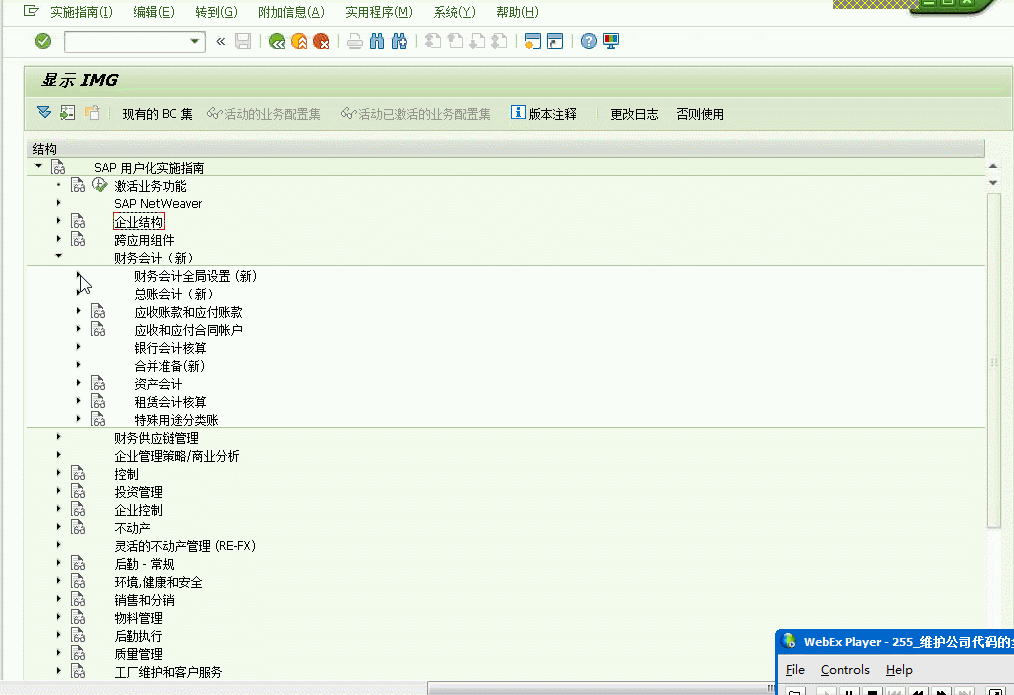 实施指南(I) 编辑(E) 转到(G) 附加信息(A) 实用程序(M) 系统(Y) 帮助(H)
显示 IMG
现有的 BC 集 活动的业务配置集 活动已激活的业务配置集 版本注释 更改日志 否则使用
结构
SAP 用户化实施指南
激活业务功能
SAP NetWeaver
企业结构
跨应用组件
财务会计（新）
财务会计全局设置 (新)
总账会计（新）
应收账款和应付账款
应收和应付合同帐户
银行会计核算
合并准备(新)
资产会计
租赁会计核算
特殊用途分类账
财务供应链管理
企业管理策略/商业分析
控制
投资管理
企业控制
不动产
灵活的不动产管理 (RE-FX)
后勤 - 常规
环境,健康和安全
销售和分销
物料管理
后勤执行
质量管理
工厂维护和客户服务
WebEx Player - 255_维护公司代码的
File Controls Help